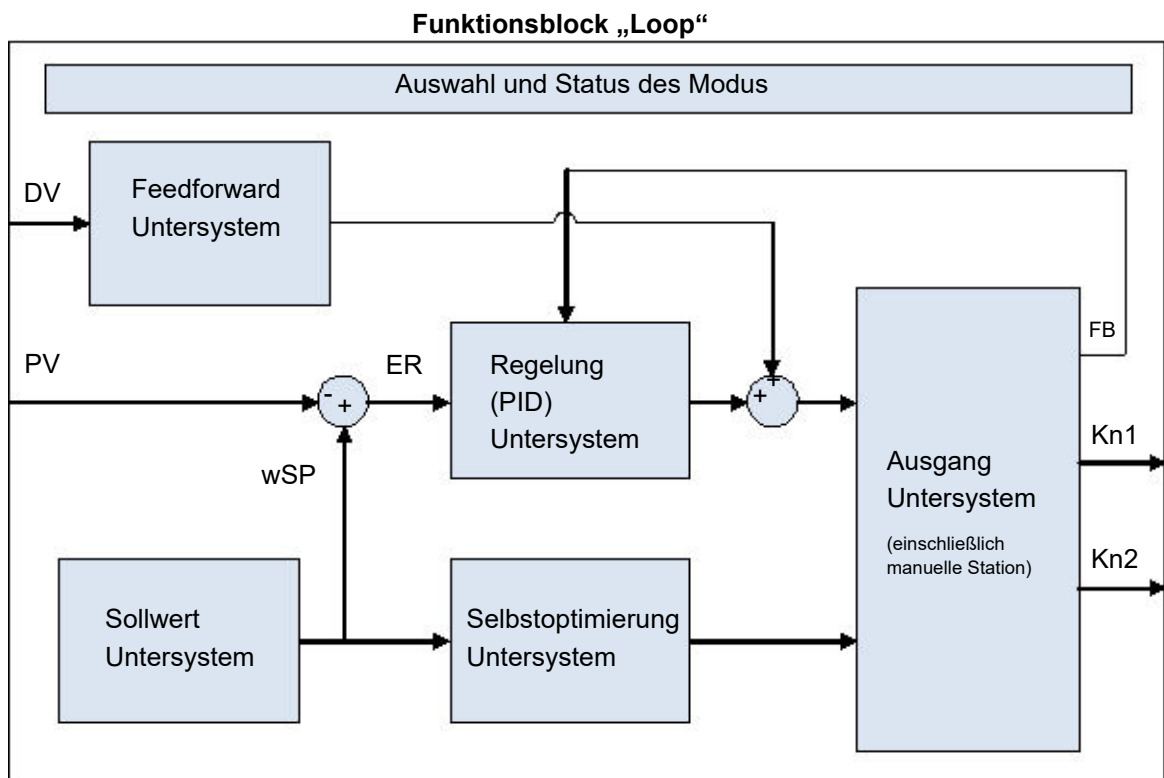 Funktionsblock „Loop“
Auswahl und Status des Modus
DV
Feedforward
Untersystem
PV
-
+
ER
wSP
Regelung
(PID)
Untersystem
+
+
FB
Kn1
Kn2
Ausgang
Untersystem
(einschließlich
manuelle Station)
Sollwert
Untersystem
Selbstoptimierung
Untersystem